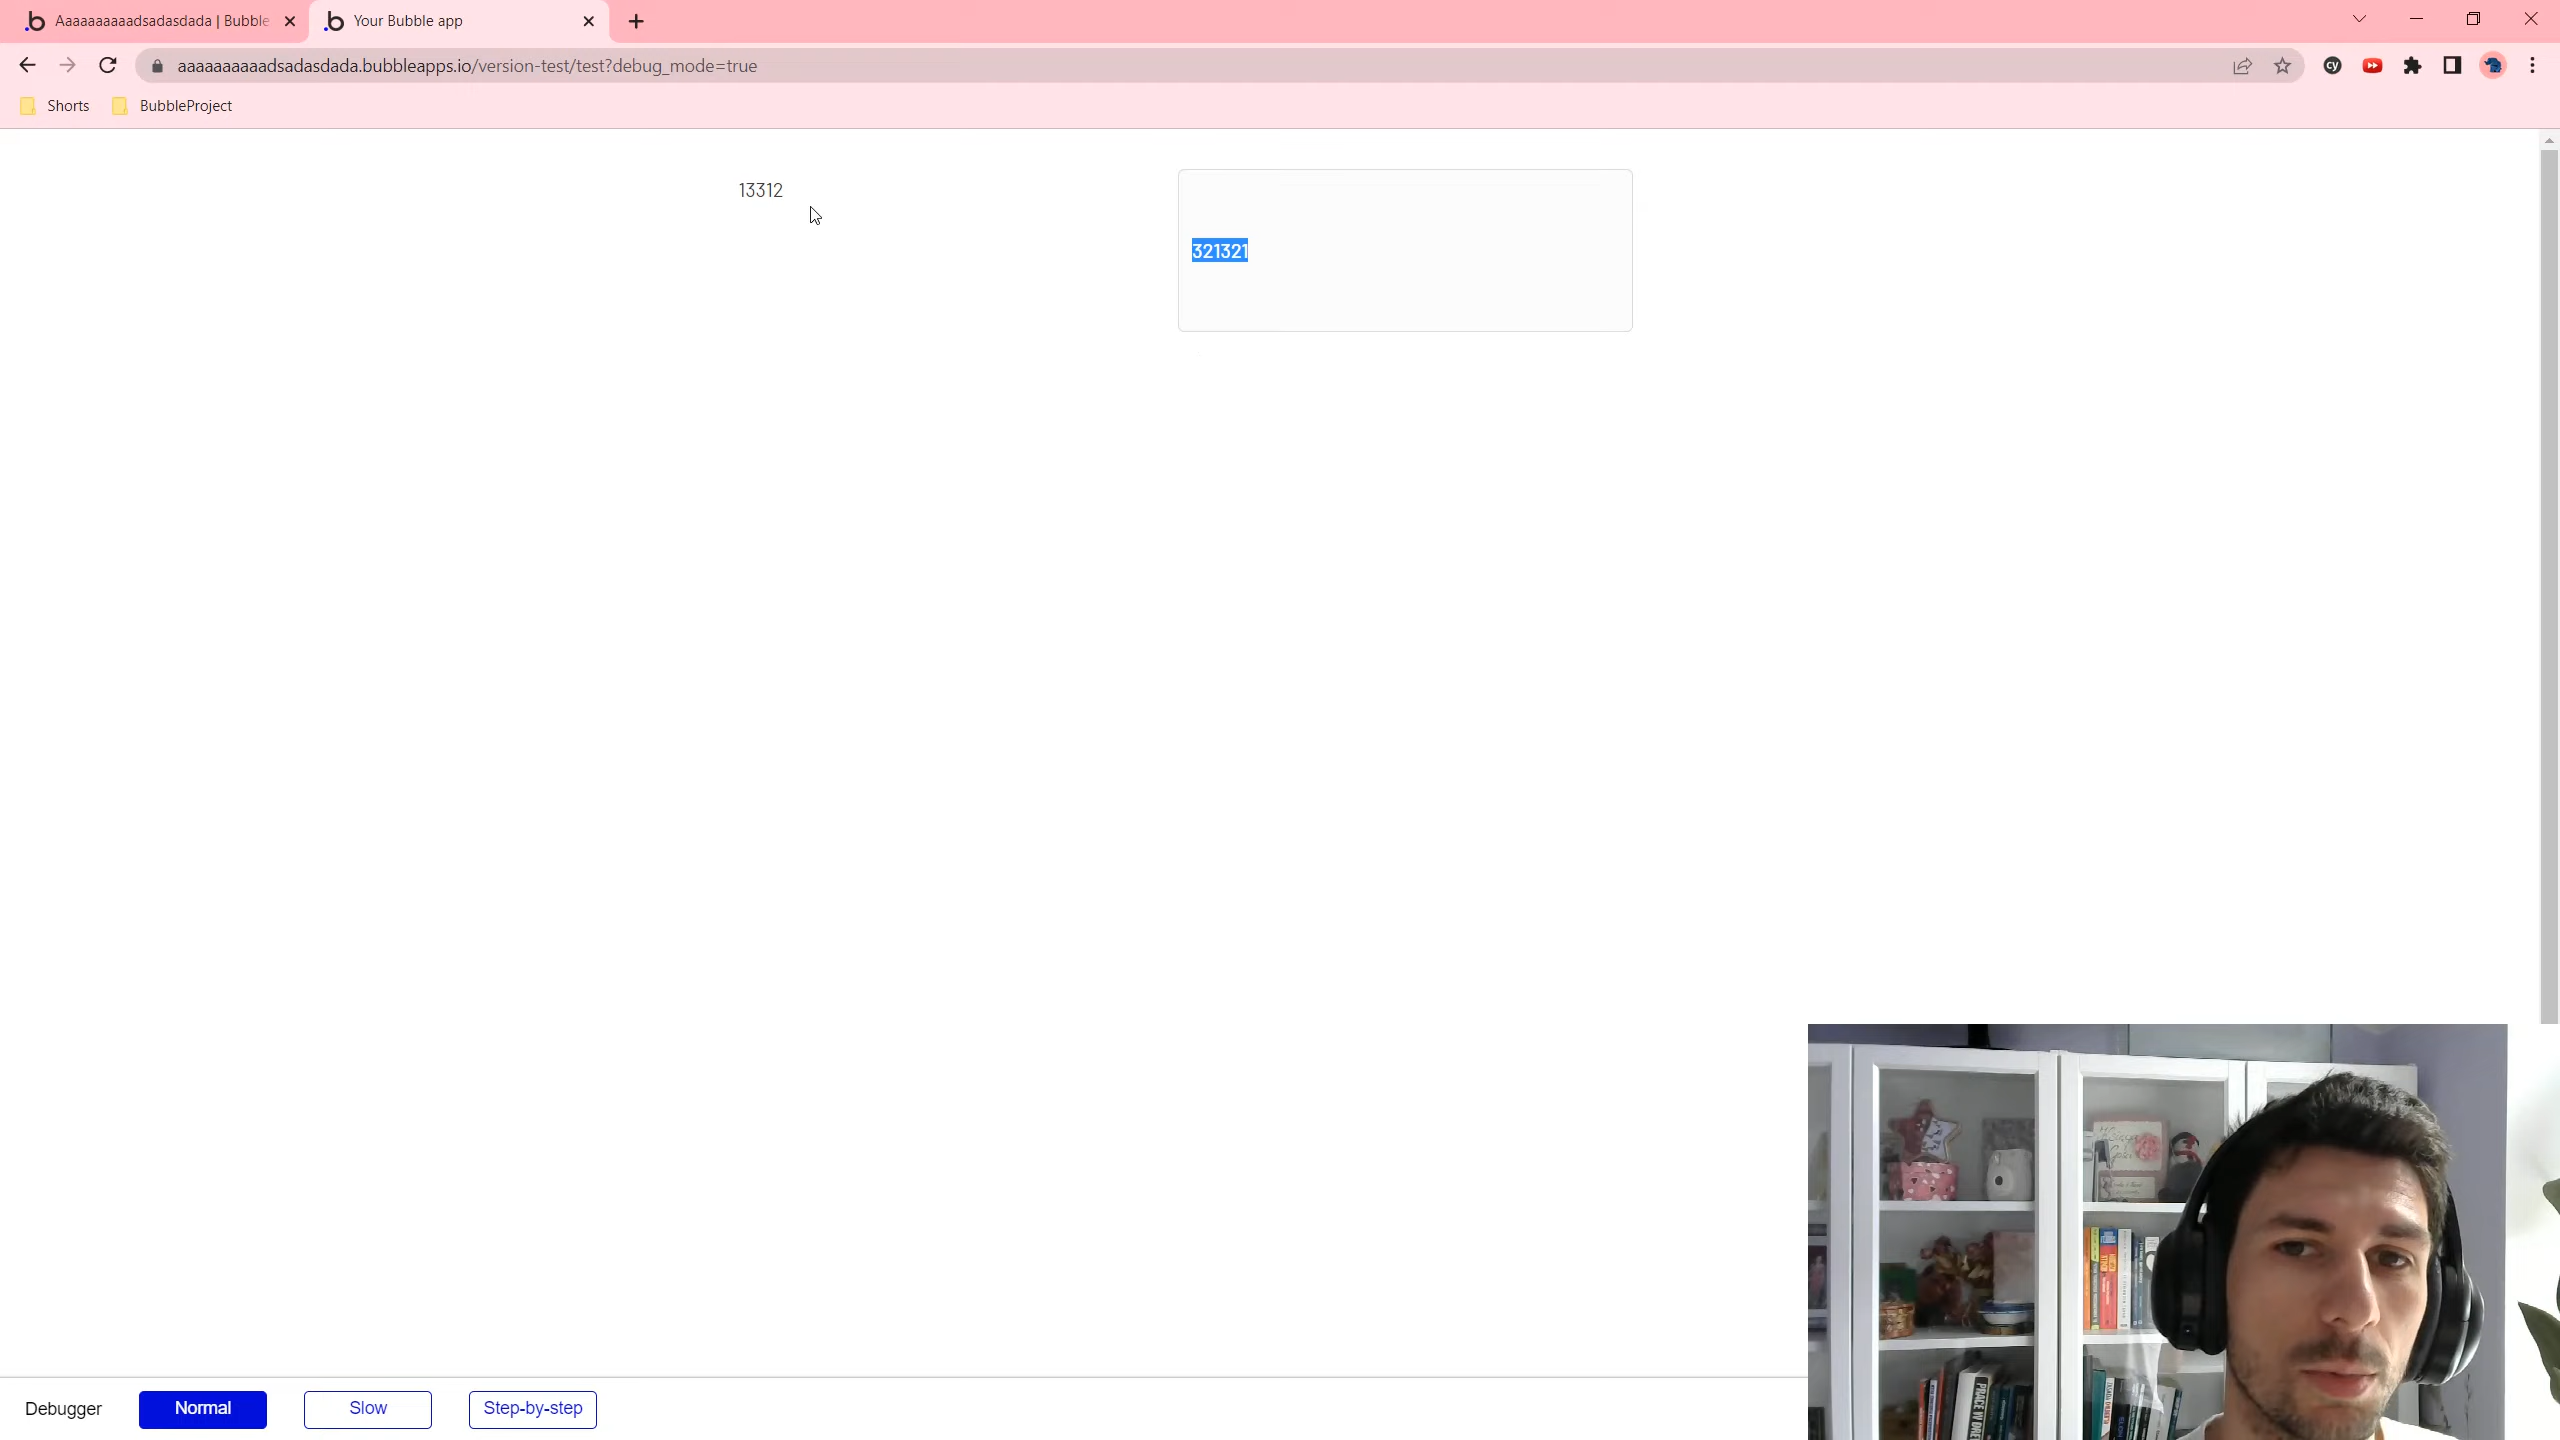 Aaaaaaaaaadsadasdada | Bubble
Your Bubble app
aaaaaaaaaadsadasdada.bubbleapps.io/version-test/test?debug_mode=true
Shorts
BubbleProject
13312
321321
Debugger
Normal
Slow
Step-by-step